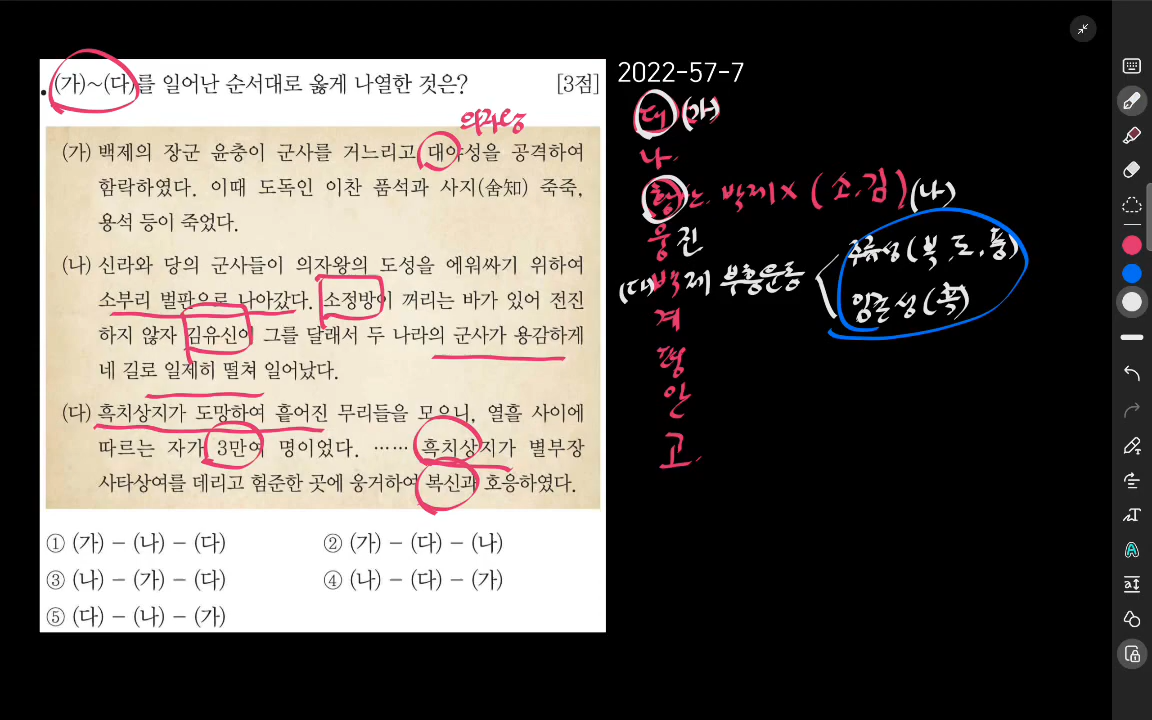 (가)~(다)를 일어난 순서대로 옳게 나열한 것은? [3점]
의자왕
(가) 백제의 장군 윤충이 군사를 거느리고 대야성을 공격하여
함락하였다. 이때 도독인 이찬 품석과 사지(舍知) 죽죽,
용석 등이 죽었다.
(나) 신라와 당의 군사들이 의자왕의 도성을 에워싸기 위하여
소부리 벌판으로 나아갔다. 소정방이 꺼리는 바가 있어 전진
하지 않자 김유신이 그를 달래서 두 나라의 군사가 용감하게
네 길로 일제히 떨쳐 일어났다.
(다) 흑치상지가 도망하여 흩어진 무리들을 모으니, 열흘 사이에
따르는 자가 3만여 명이었다. …… 흑치상지가 별부장
사타상여를 데리고 험준한 곳에 웅거하여 복신과 호응하였다.
① (가) - (나) - (다) ② (가) - (다) - (나)
③ (나) - (가) - (다) ④ (나) - (다) - (가)
⑤ (다) - (나) - (가)
2022-57-7
대 (가)
나.
황 백제X (소.김) (나)
웅진
(다) 백제 부흥운동
주류성 (복.도.풍)
임존성 (흑)
계
평
안
고.